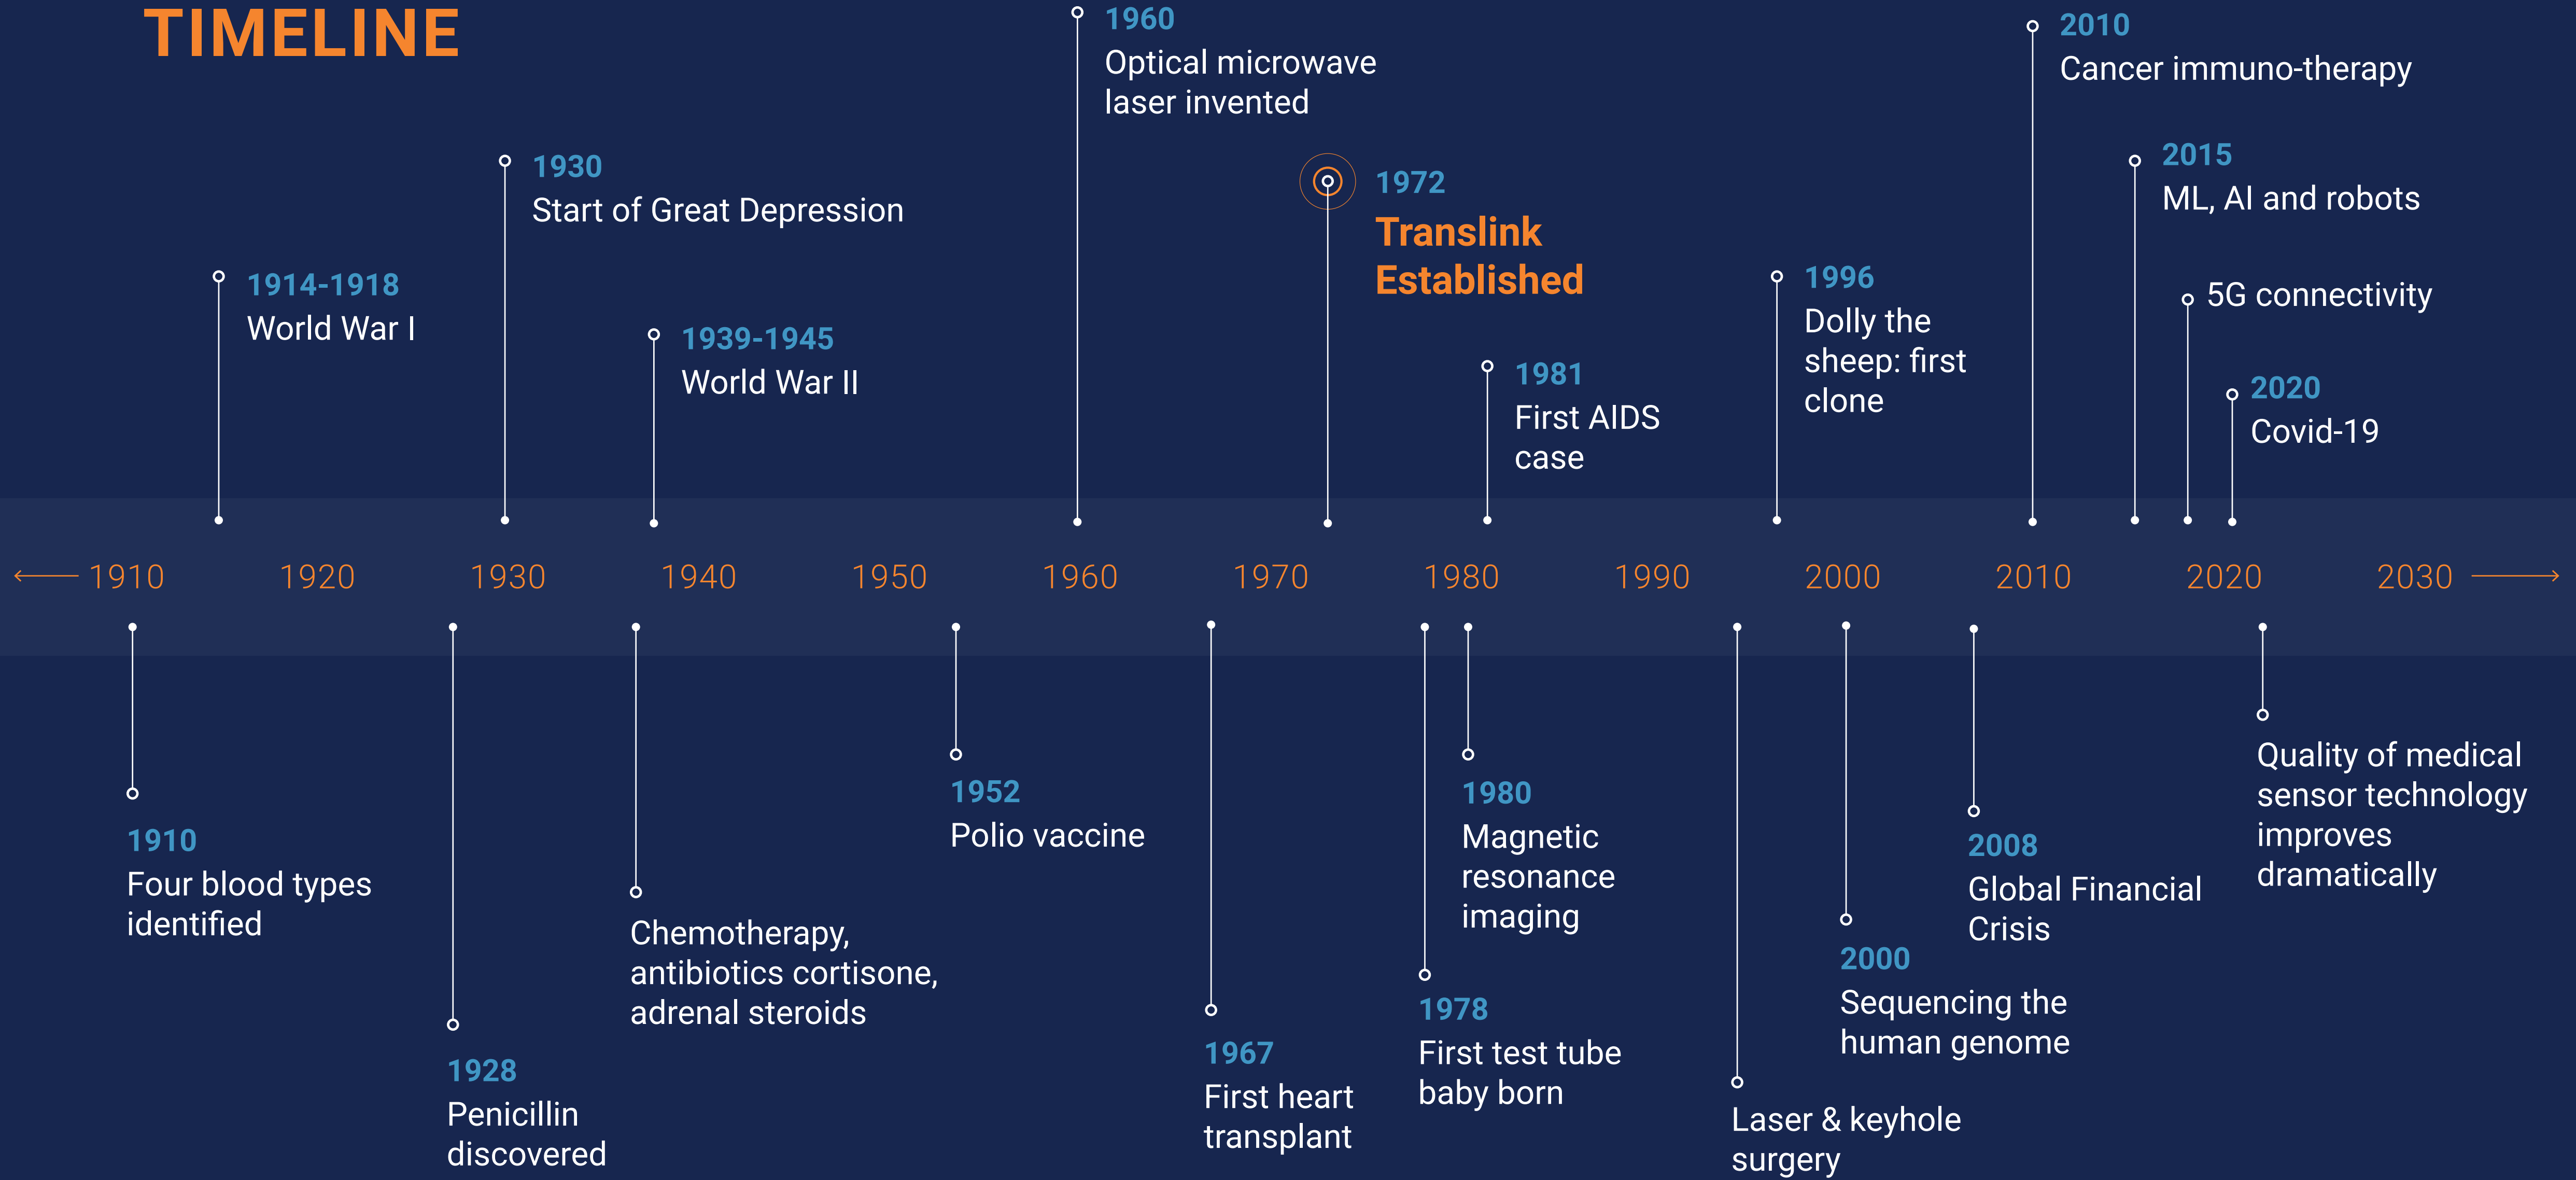 TIMELINE
1960
Optical microwave
laser invented
2010
Cancer immuno-therapy
1930
Start of Great Depression
1972
Translink
Established
2015
ML, AI and robots
1914-1918
World War I
1939-1945
World War II
1981
First AIDS
case
1996
Dolly the
sheep: first
clone
5G connectivity
2020
Covid-19
1910 1920 1930 1940 1950 1960 1970 1980 1990 2000 2010 2020 2030
1910
Four blood types
identified
1928
Penicillin
discovered
Chemotherapy,
antibiotics cortisone,
adrenal steroids
1952
Polio vaccine
1967
First heart
transplant
1978
First test tube
baby born
1980
Magnetic
resonance
imaging
Laser & keyhole
surgery
2000
Sequencing the
human genome
2008
Global Financial
Crisis
Quality of medical
sensor technology
improves
dramatically